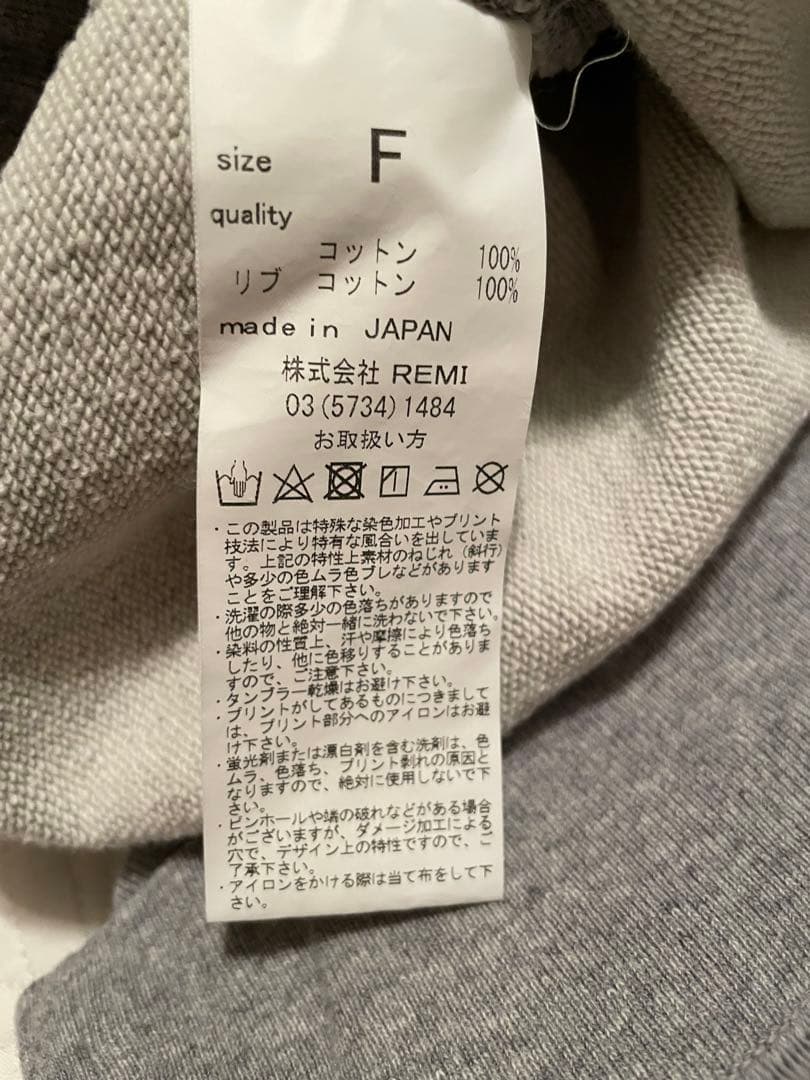 size F
quality
コットン 100%
リブ コットン 100%
made in JAPAN
株式会社 REMI
03(5734)1484
お取扱い方
・この製品は特殊な染色加工やプリント
技法により特有な風合いを出していま
す。上記の特性上素材のねじれ(斜行)
や多少の色ムラ色ブレなどがあります
ことをご理解下さい。
・洗濯の際多少の色落ちがありますので
他の物と絶対一緒に洗わないで下さい。
・染料の性質上、汗や摩擦により色落ち
したり、他に色移りすることがありま
すので、ご注意下さい。
・タンブラー乾燥はお避け下さい。
・プリントがしてあるものにつきまして
は、プリント部分へのアイロンはお避
け下さい。
・蛍光剤または漂白剤を含む洗剤は、色
ムラ、色落ち、プリント剥れの原因と
なりますので、絶対に使用しないで下
さい。
・ピンホールや端の破れなどがある場合
がございますが、ダメージ加工による
穴で、デザイン上の特性ですので、ご
了承下さい。
・アイロンをかける際は当て布をして下
さい。